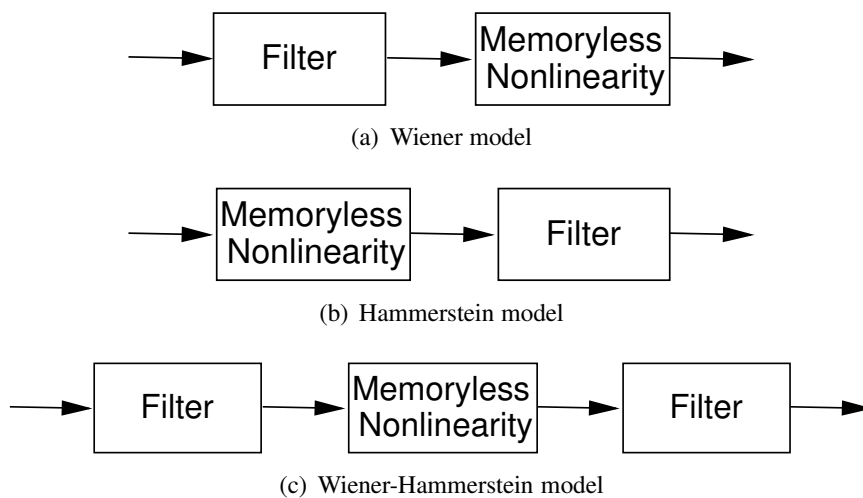 Filter
Memoryless
Nonlinearity
(a) Wiener model
Memoryless
Nonlinearity
Filter
(b) Hammerstein model
Filter
Memoryless
Nonlinearity
Filter
(c) Wiener-Hammerstein model